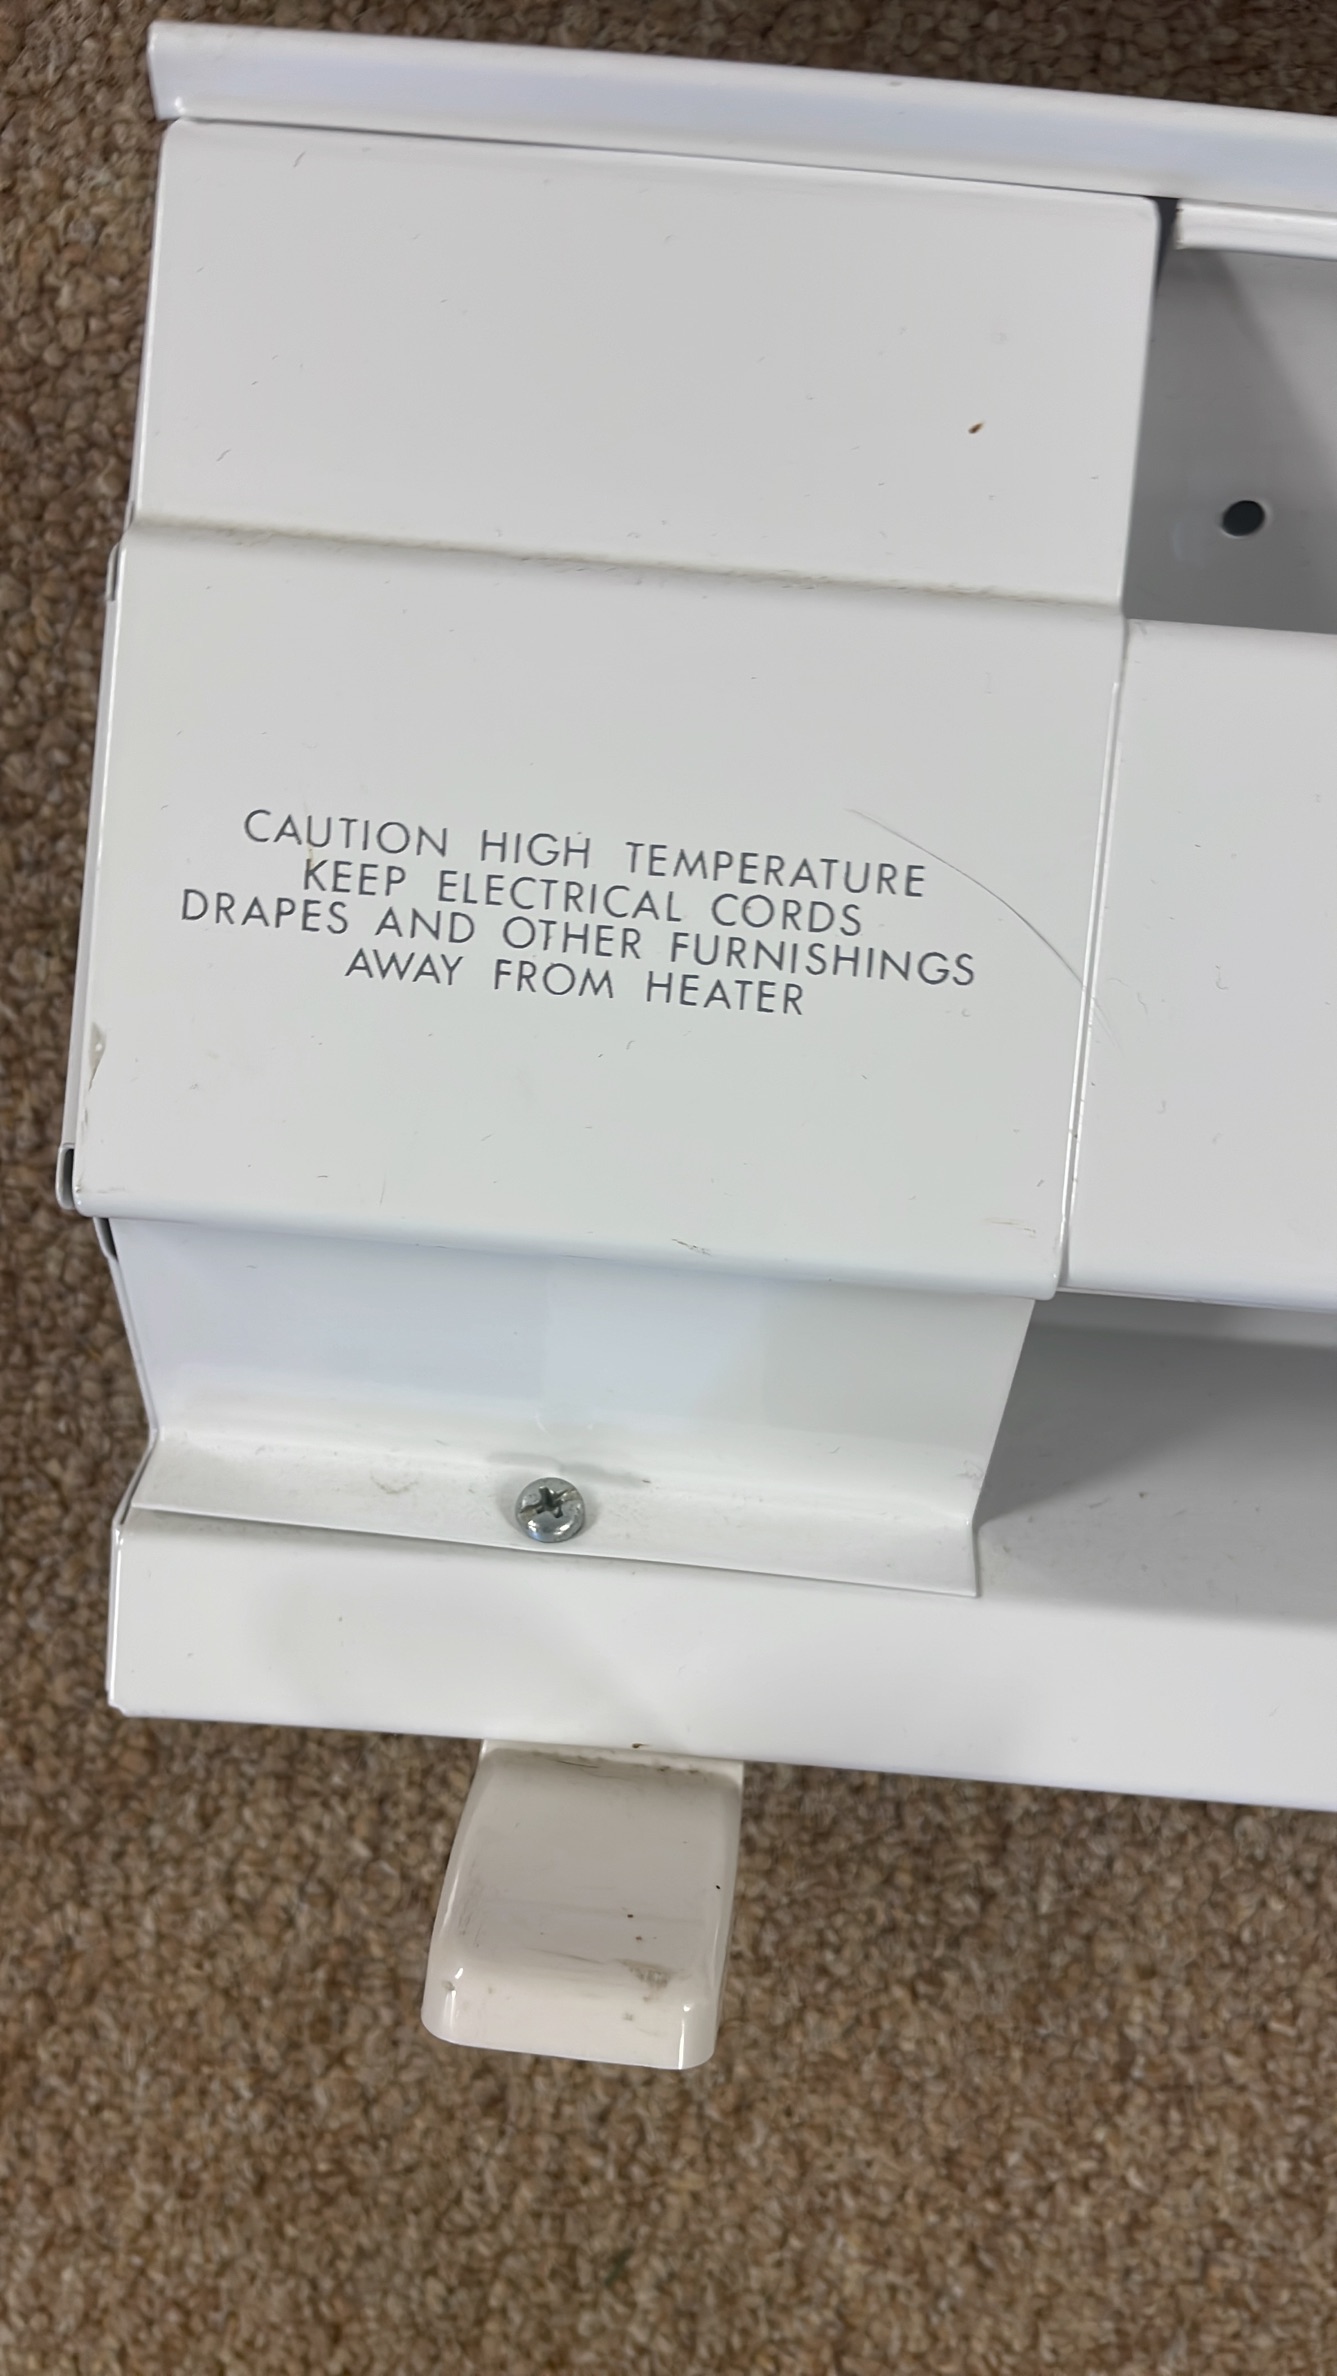 CAUTION HIGH TEMPERATURE
KEEP ELECTRICAL CORDS
DRAPES AND OTHER FURNISHINGS
AWAY FROM HEATER